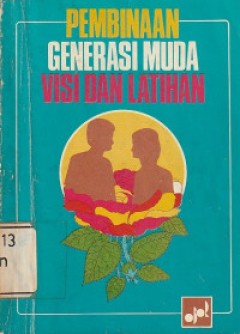 PEMBINAAN
GENERASI MUDA
VISI DAN LATIHAN
13
n